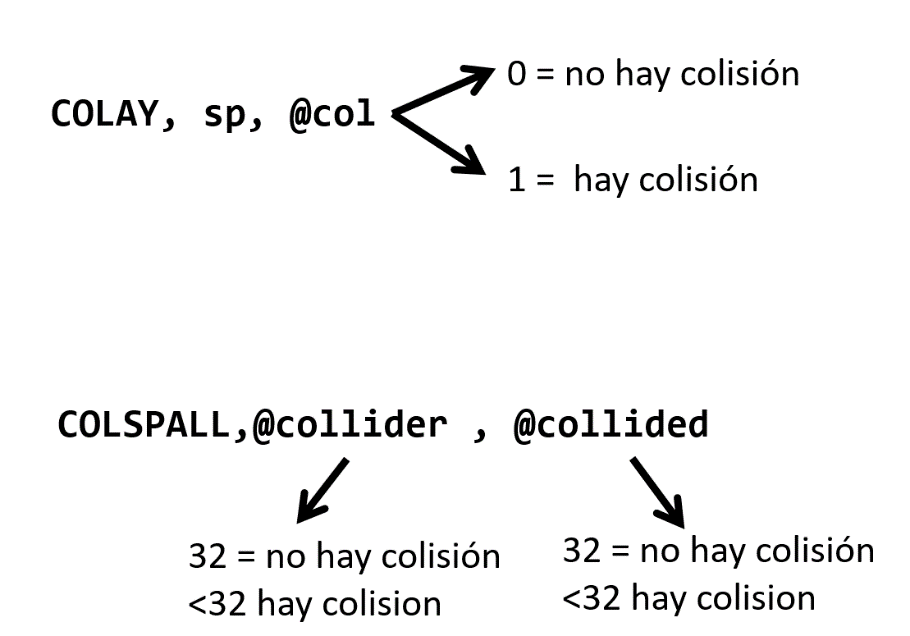 0 = no hay colisión
COLAY, sp, @col
1 = hay colisión
COLSPALL,@collider , @collided
32 = no hay colisión
<32 hay colision
32 = no hay colisión
<32 hay colision